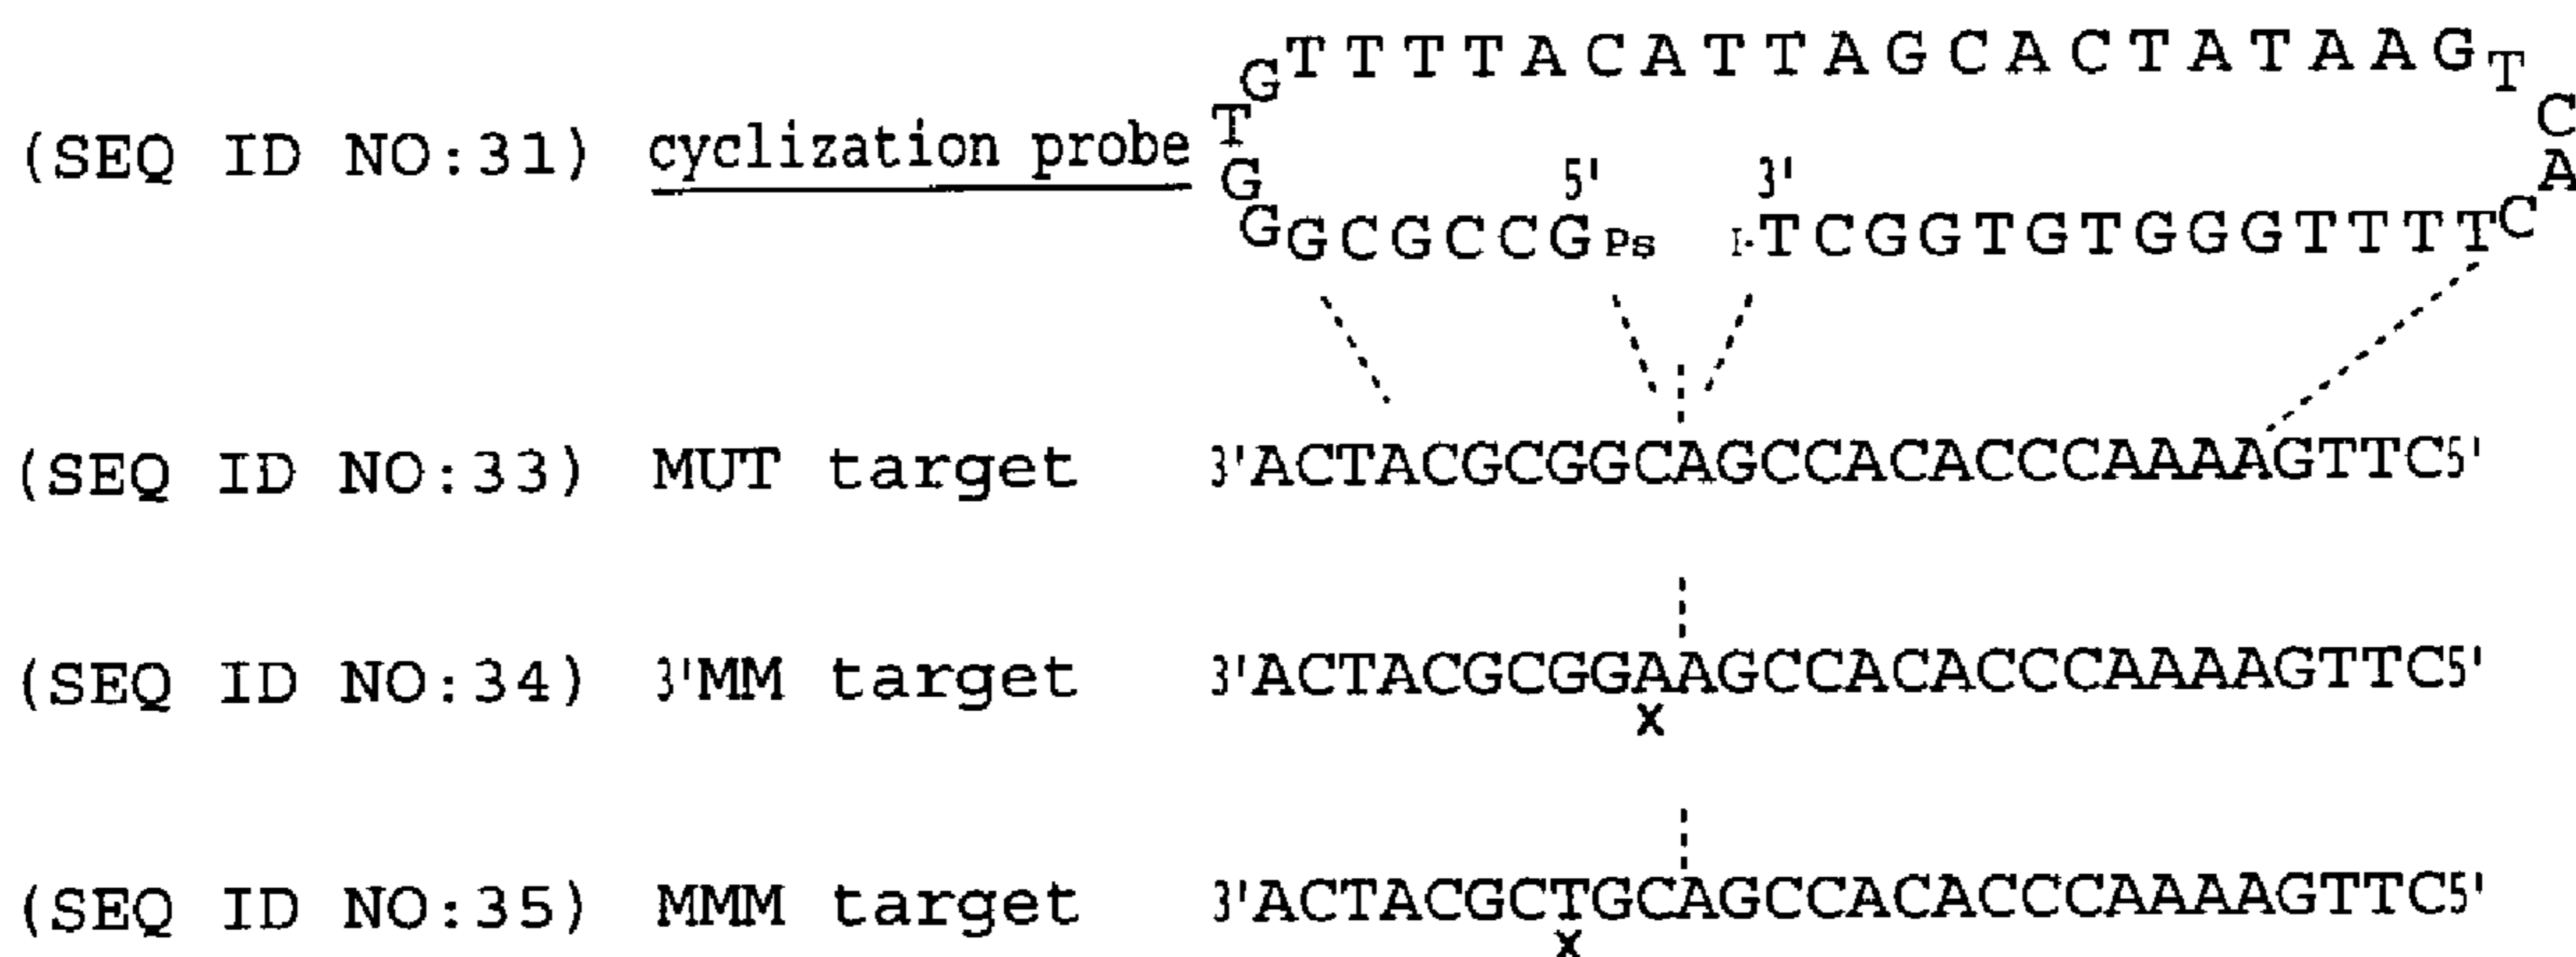 GTTTTACATTAGCACTATAAGT
(SEQ ID NO:31) cyclization probe T C
G 5' 3' A
GGCGCCGPs I·TCGGTGTGGGTTTTC
(SEQ ID NO:33) MUT target 3'ACTACGCGGCAGCCACACCCAAAAGTTC5'
(SEQ ID NO:34) 3'MM target 3'ACTACGCGGAAGCCACACCCAAAAGTTC5'
x
(SEQ ID NO:35) MMM target 3'ACTACGCTGCAGCCACACCCAAAAGTTC5'
x